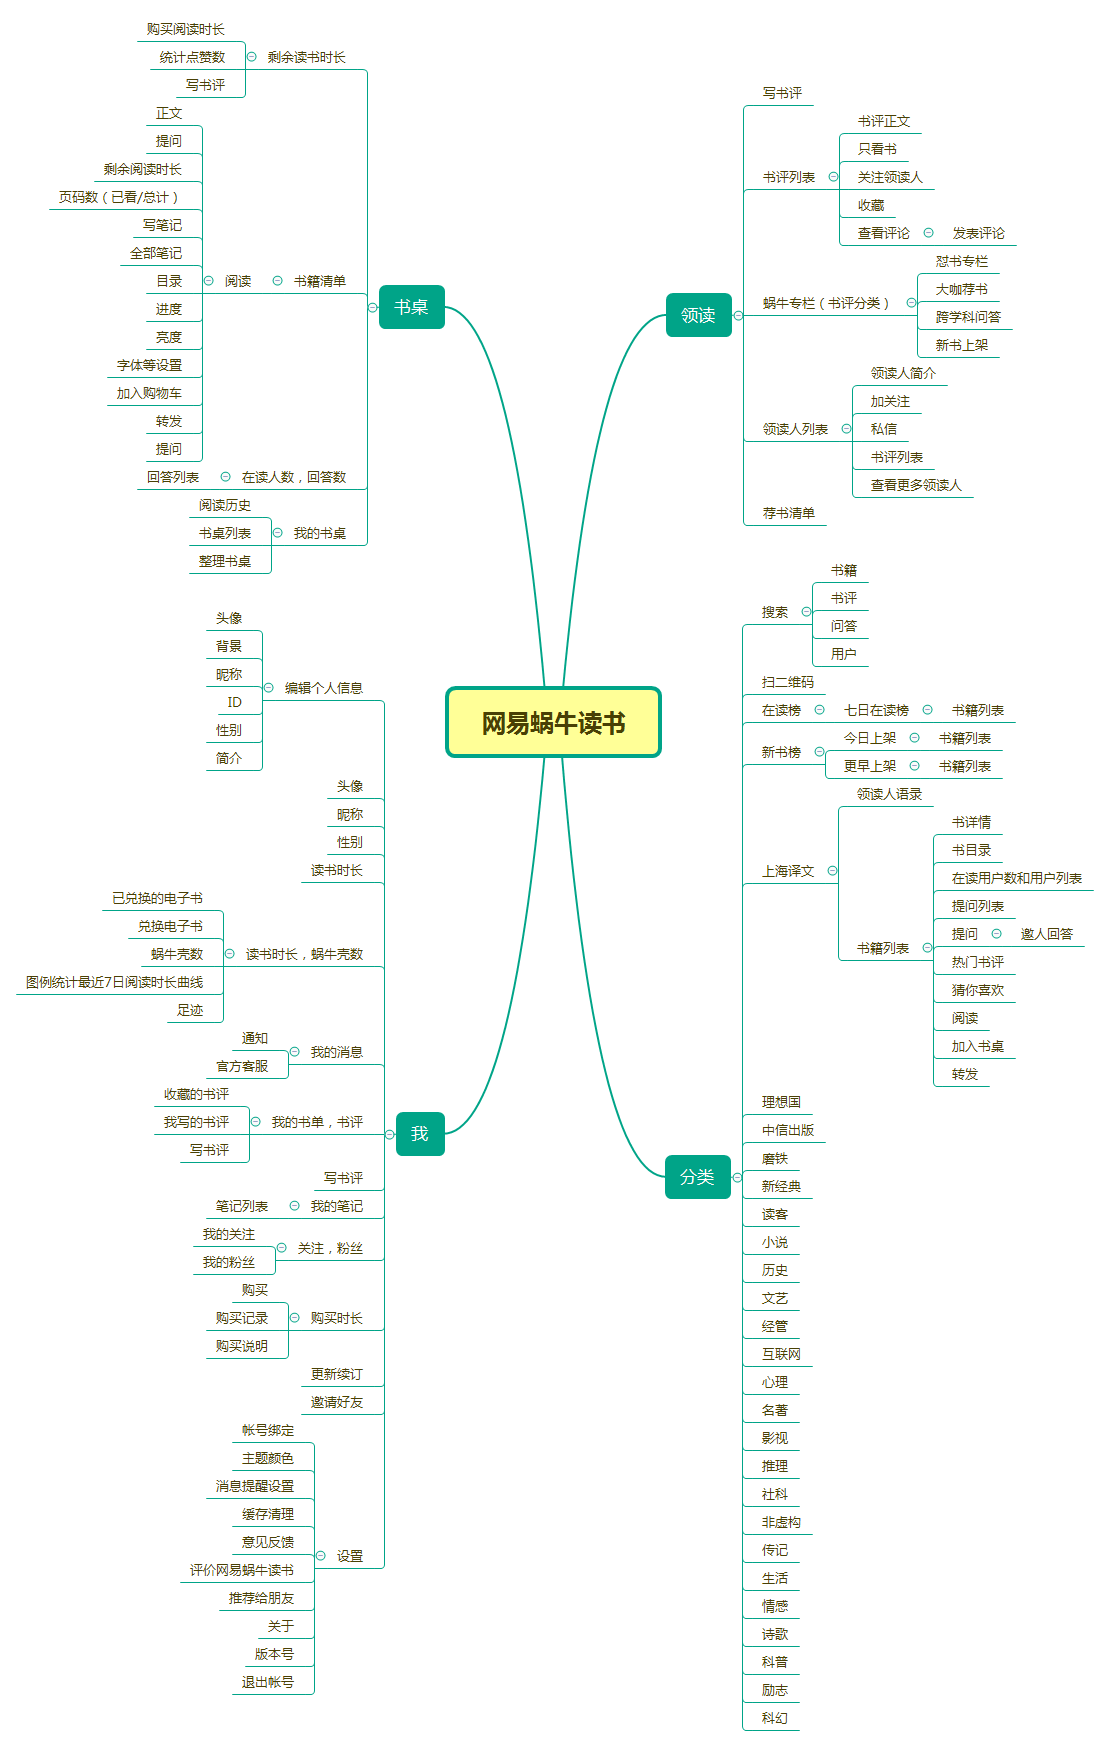 网易蜗牛读书
领读
写书评
书评列表
书评正文
只看书
关注领读人
收藏
查看评论
发表评论
蜗牛专栏（书评分类）
怼书专栏
大咖荐书
跨学科问答
新书上架
领读人列表
领读人简介
加关注
私信
书评列表
查看更多领读人
荐书清单
分类
搜索
书籍
书评
问答
用户
扫二维码
在读榜
七日在读榜
书籍列表
新书榜
今日上架
书籍列表
更早上架
书籍列表
上海译文
领读人语录
书籍列表
书详情
书目录
在读用户数和用户列表
提问列表
提问
邀人回答
热门书评
猜你喜欢
阅读
加入书桌
转发
理想国
中信出版
磨铁
新经典
读客
小说
历史
文艺
经管
互联网
心理
名著
影视
推理
社科
非虚构
传记
生活
情感
诗歌
科普
励志
科幻
书桌
剩余读书时长
购买阅读时长
统计点赞数
写书评
书籍清单
阅读
正文
提问
剩余阅读时长
页码数（已看/总计）
写笔记
全部笔记
目录
进度
亮度
字体等设置
加入购物车
转发
提问
在读人数，回答数
回答列表
我的书桌
阅读历史
书桌列表
整理书桌
我
编辑个人信息
头像
背景
昵称
ID
性别
简介
头像
昵称
性别
读书时长
读书时长，蜗牛壳数
已兑换的电子书
兑换电子书
蜗牛壳数
图例统计最近7日阅读时长曲线
足迹
我的消息
通知
官方客服
我的书单，书评
收藏的书评
我写的书评
写书评
写书评
我的笔记
笔记列表
关注，粉丝
我的关注
我的粉丝
购买时长
购买
购买记录
购买说明
更新续订
邀请好友
设置
帐号绑定
主题颜色
消息提醒设置
缓存清理
意见反馈
评价网易蜗牛读书
推荐给朋友
关于
版本号
退出帐号